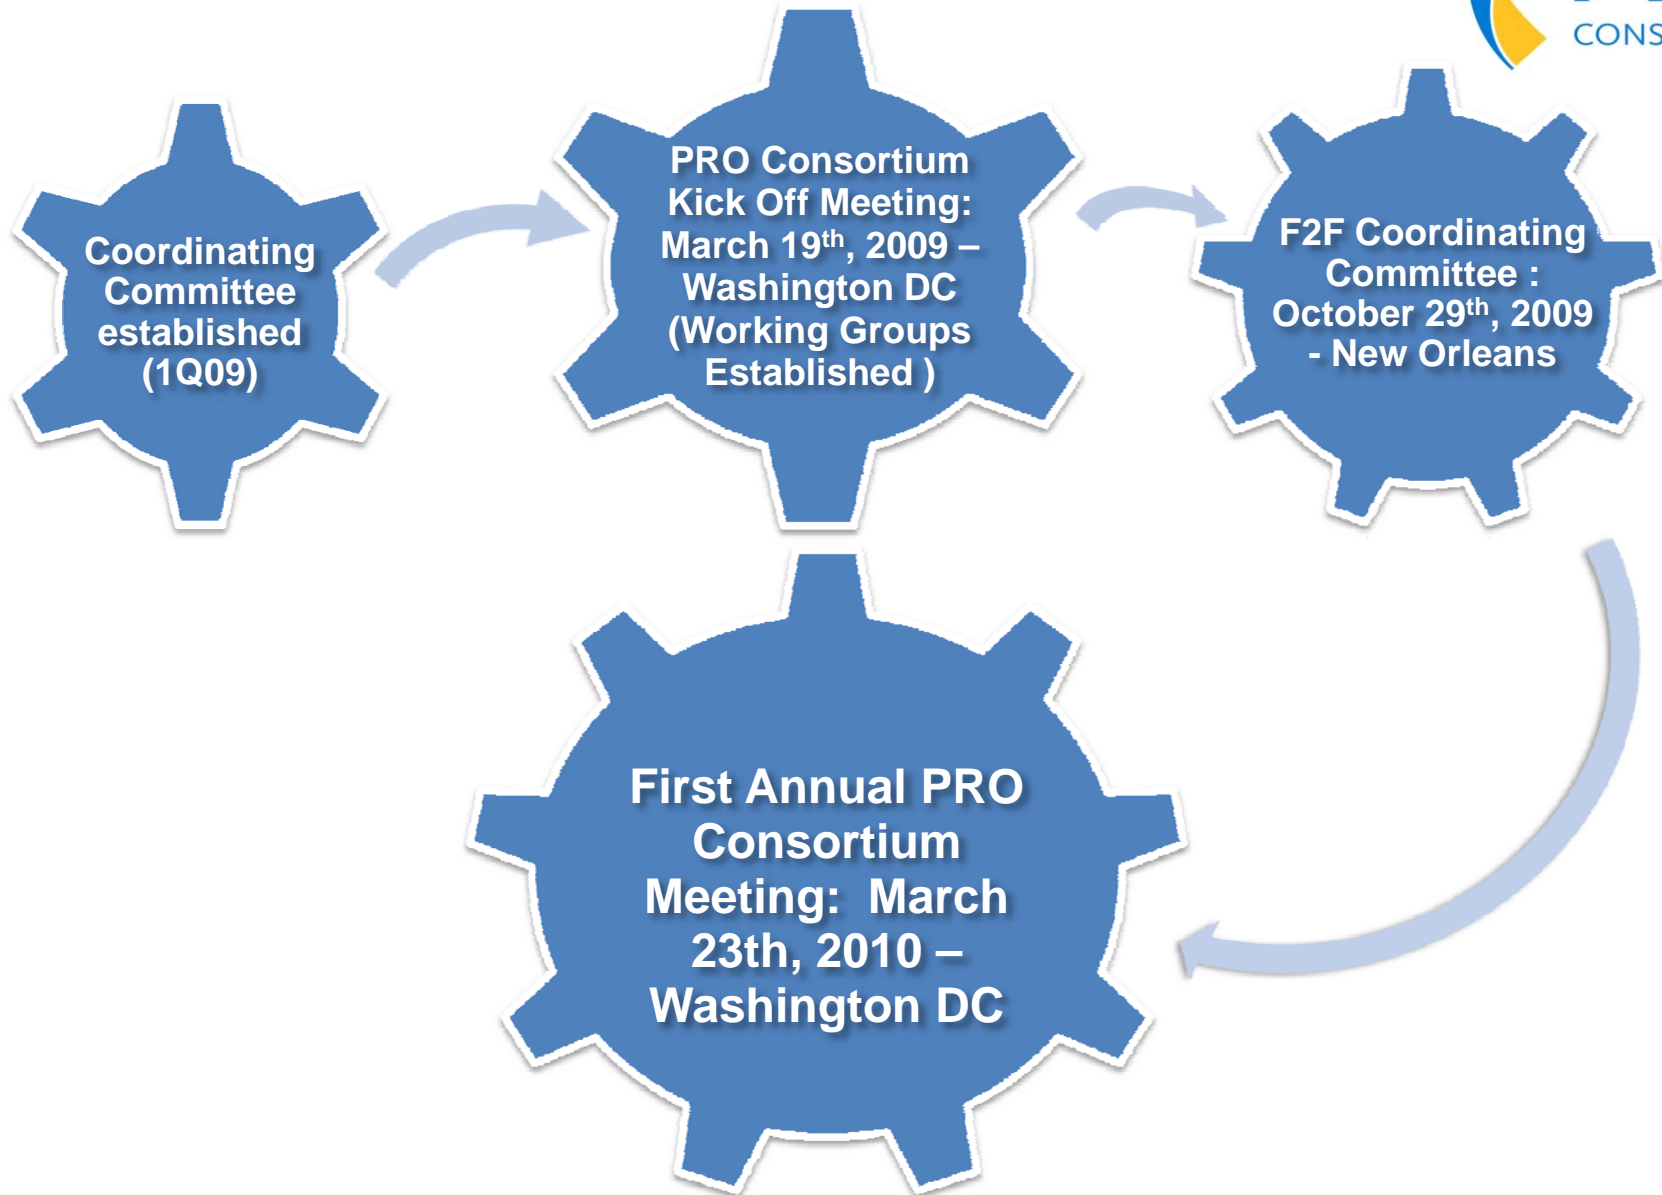 CONS
Coordinating
Committee
established
(1Q09)
PRO Consortium
Kick Off Meeting:
March 19th, 2009 –
Washington DC
(Working Groups
Established )
F2F Coordinating
Committee :
October 29th, 2009
- New Orleans
First Annual PRO
Consortium
Meeting:  March
23th, 2010 –
Washington DC